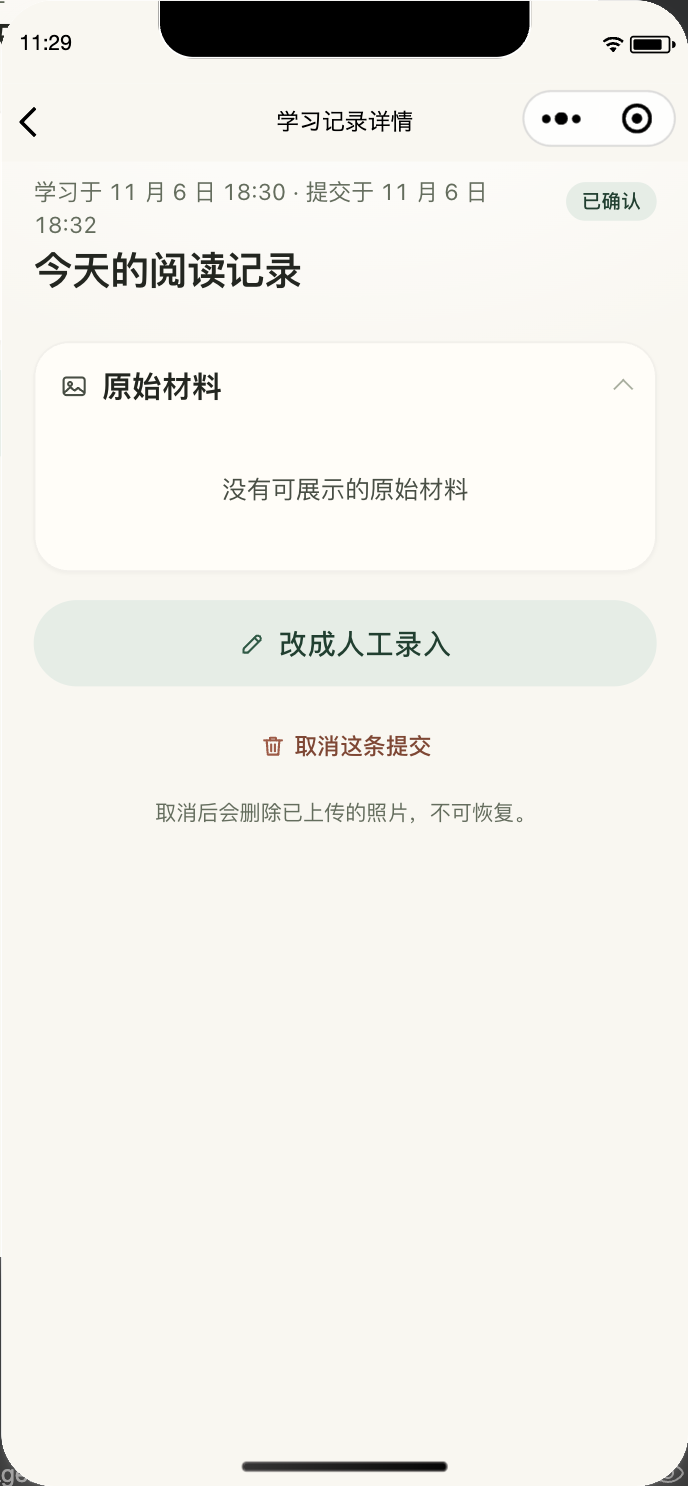 11:29
学习记录详情
学习于 11 月 6 日 18:30 · 提交于 11 月 6 日
18:32
已确认
今天的阅读记录
原始材料
没有可展示的原始材料
改成人工录入
取消这条提交
取消后会删除已上传的照片，不可恢复。